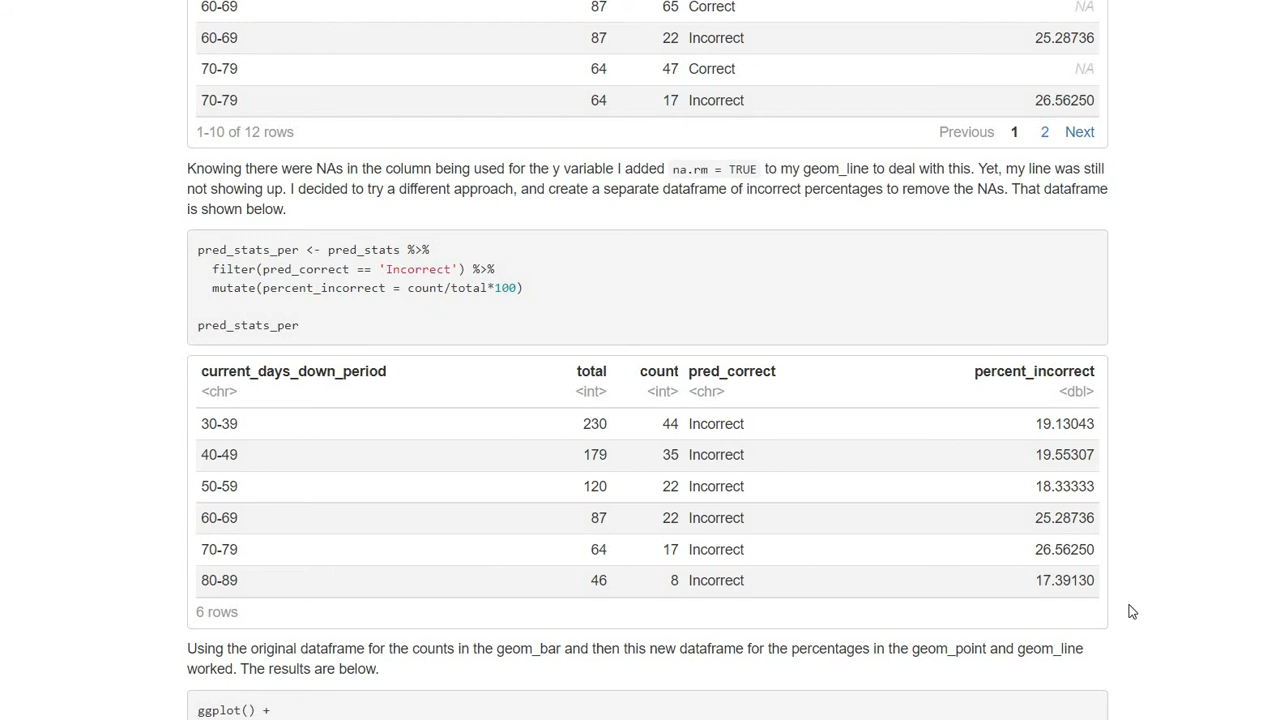 60-69 87 65 Correct NA
60-69 87 22 Incorrect 25.28736
70-79 64 47 Correct NA
70-79 64 17 Incorrect 26.56250
1-10 of 12 rows Previous 1 2 Next
Knowing there were NAs in the column being used for the y variable I added na.rm = TRUE to my geom_line to deal with this. Yet, my line was still
not showing up. I decided to try a different approach, and create a separate dataframe of incorrect percentages to remove the NAs. That dataframe
is shown below.
pred_stats_per <- pred_stats %>%
  filter(pred_correct == 'Incorrect') %>%
  mutate(percent_incorrect = count/total*100)
pred_stats_per
current_days_down_period total count pred_correct percent_incorrect
<chr> <int> <int> <chr> <dbl>
30-39 230 44 Incorrect 19.13043
40-49 179 35 Incorrect 19.55307
50-59 120 22 Incorrect 18.33333
60-69 87 22 Incorrect 25.28736
70-79 64 17 Incorrect 26.56250
80-89 46 8 Incorrect 17.39130
6 rows
Using the original dataframe for the counts in the geom_bar and then this new dataframe for the percentages in the geom_point and geom_line
worked. The results are below.
ggplot() +